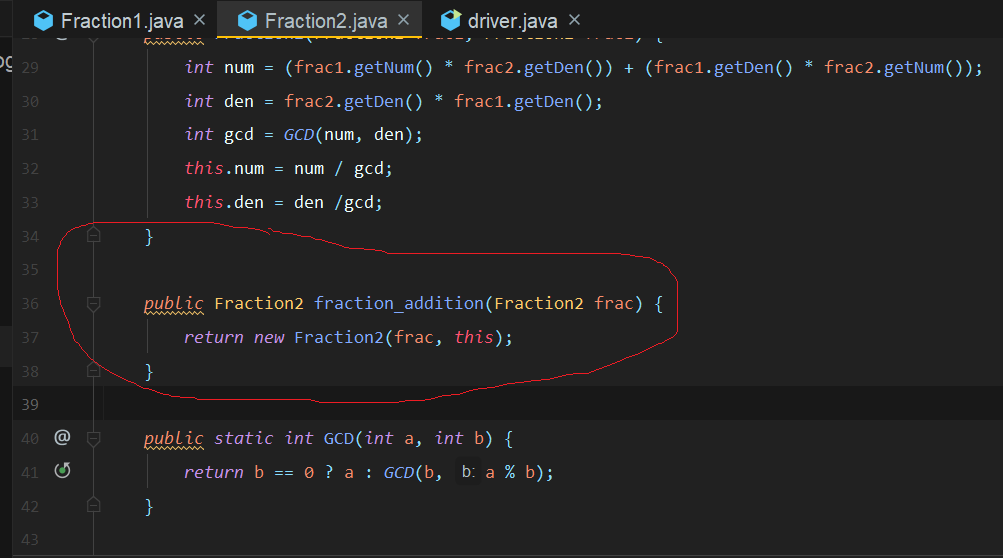 Fraction1.java × Fraction2.java × driver.java ×
29 int num = (frac1.getNum() * frac2.getDen()) + (frac1.getDen() * frac2.getNum());
30 int den = frac2.getDen() * frac1.getDen();
31 int gcd = GCD(num, den);
32 this.num = num / gcd;
33 this.den = den /gcd;
34 }
35
36 public Fraction2 fraction_addition(Fraction2 frac) {
37 return new Fraction2(frac, this);
38 }
39
40 @ public static int GCD(int a, int b) {
41 return b == 0 ? a : GCD(b, b: a % b);
42 }
43